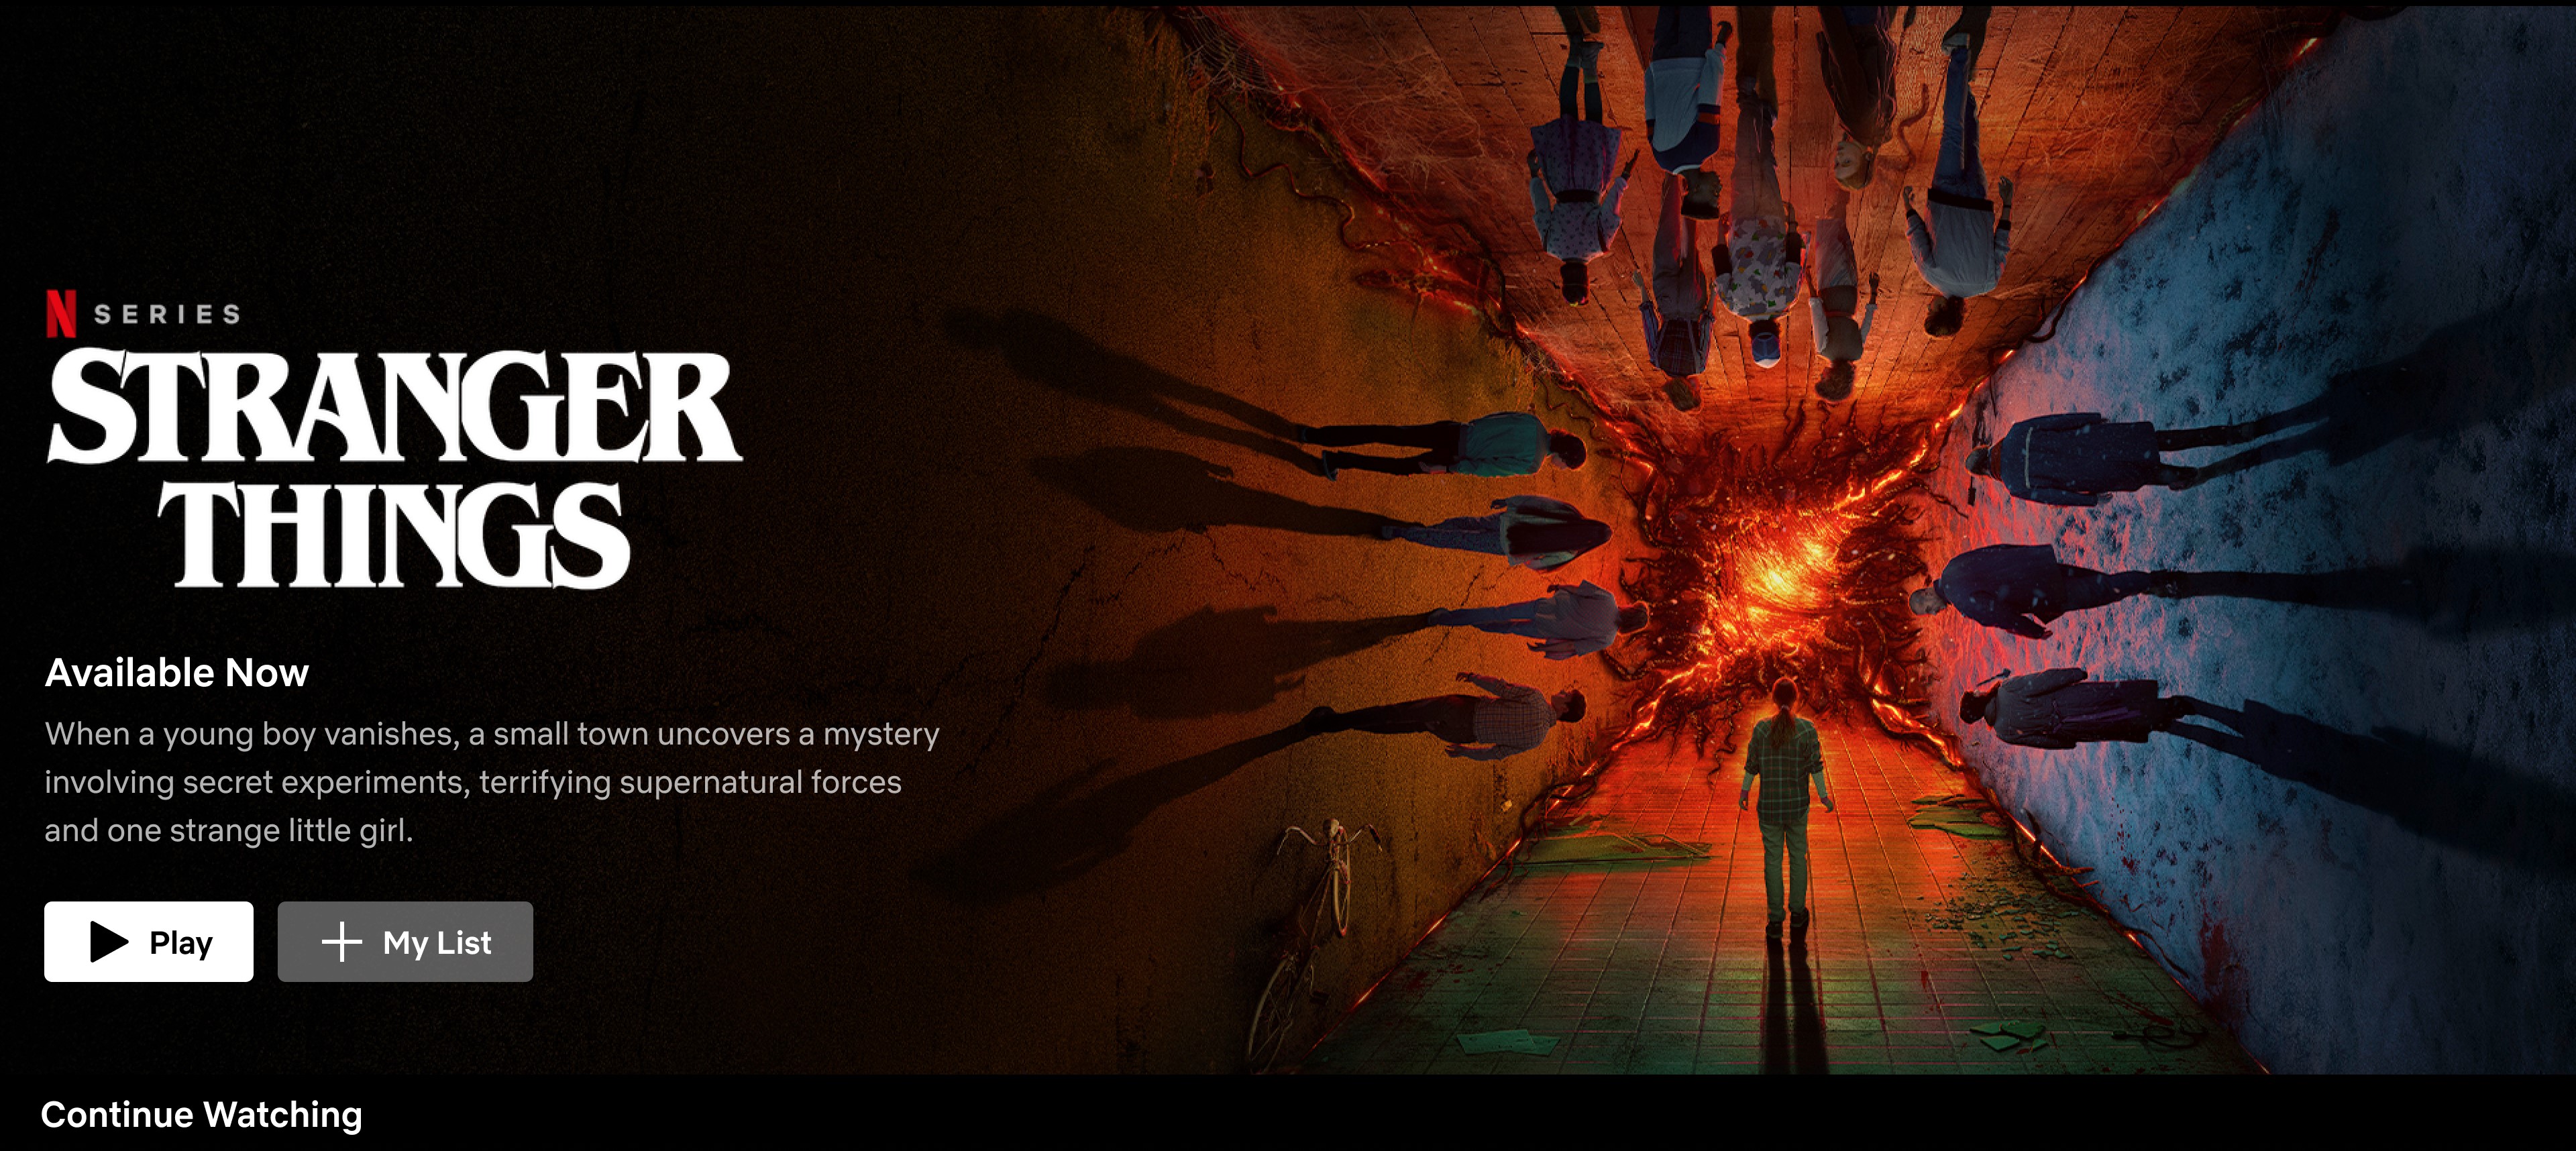 N SERIES
STRANGER
THINGS
Available Now
When a young boy vanishes, a small town uncovers a mystery
involving secret experiments, terrifying supernatural forces
and one strange little girl.
Play
My List
Continue Watching